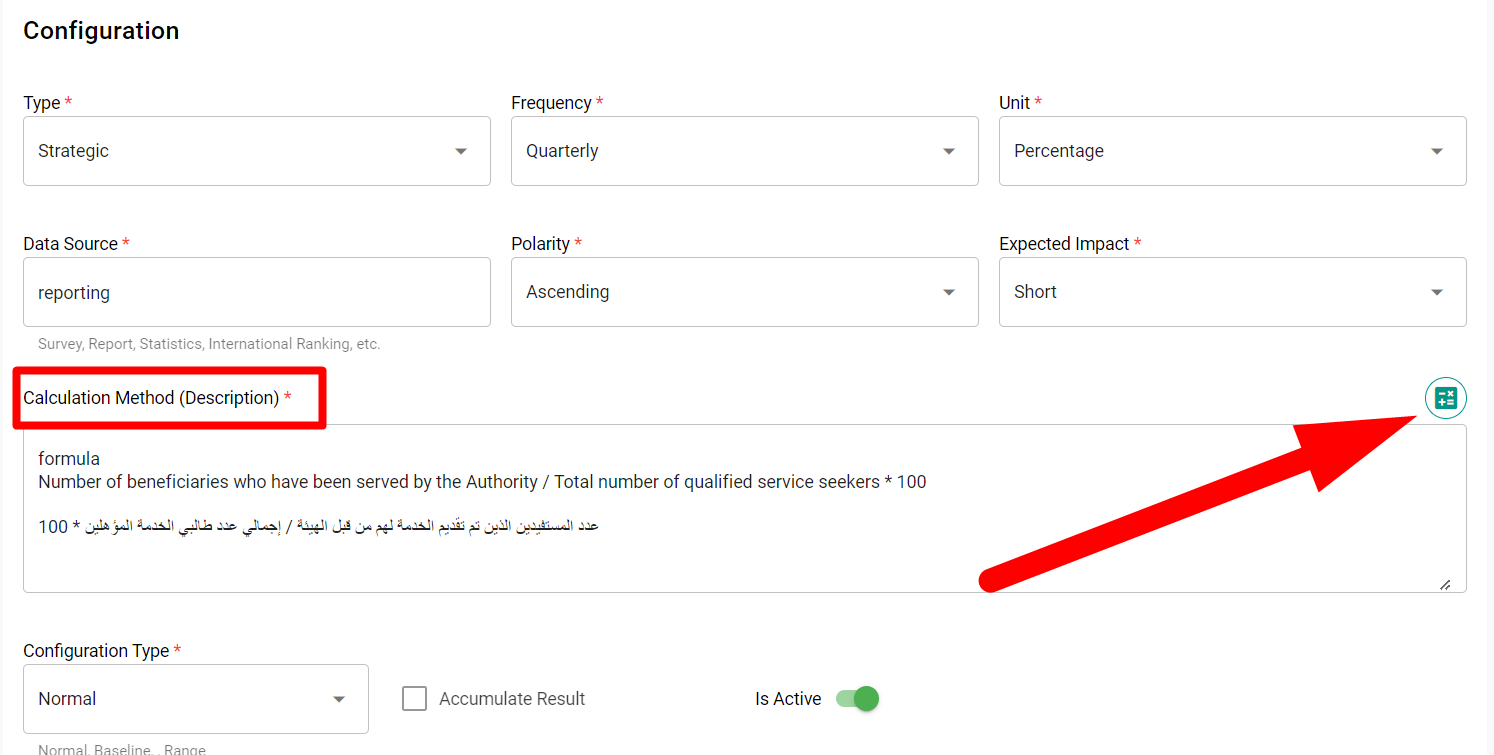 Configuration
Type *
Frequency *
Unit *
Strategic
Quarterly
Percentage
Data Source *
Polarity *
Expected Impact *
reporting
Ascending
Short
Survey, Report, Statistics, International Ranking, etc.
Calculation Method (Description) *
formula
Number of beneficiaries who have been served by the Authority / Total number of qualified service seekers * 100
عدد المستفيدين الذين تم تقديم الخدمة لهم من قبل الهيئة / إجمالي عدد طالبي الخدمة المؤهلين * 100
Configuration Type *
Normal
Accumulate Result
Is Active
Normal, Baseline, , Range